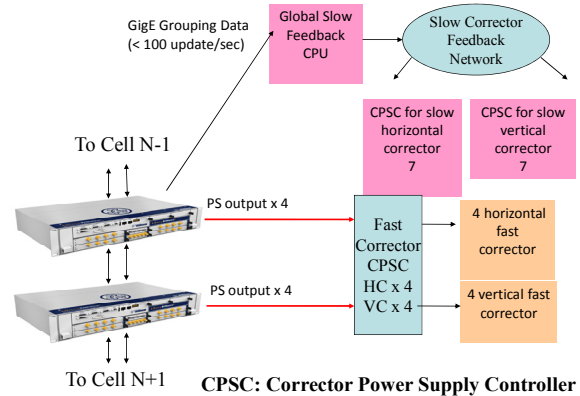 GigE Grouping Data
(< 100 update/sec)
Global Slow
Feedback
CPU
Slow Corrector
Feedback
Network
CPSC for slow
horizontal
corrector
7
CPSC for slow
vertical
corrector
7
To Cell N-1
PS output x 4
Fast
Corrector
CPSC
HC x 4
VC x 4
4 horizontal
fast
corrector
PS output x 4
4 vertical fast
corrector
To Cell N+1
CPSC: Corrector Power Supply Controller